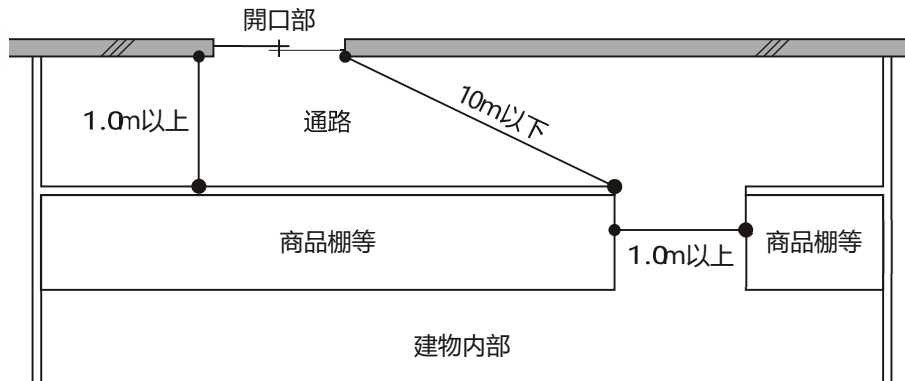 開口部
1.0m以上
通路
10m以下
商品棚等
1.0m以上
商品棚等
建物内部